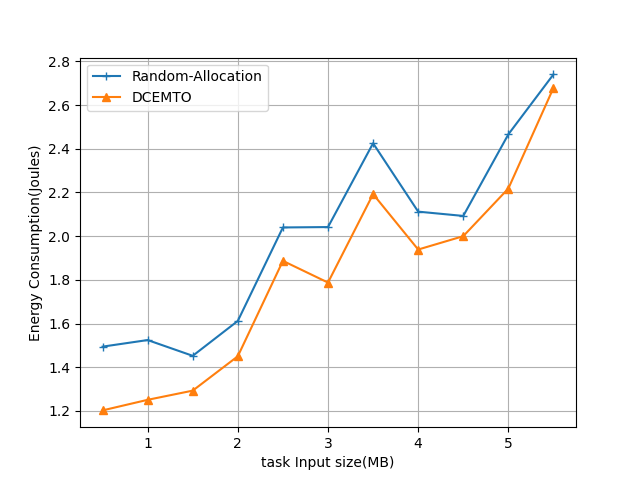 Random-Allocation
DCEMTO
2.8
2.6
2.4
2.2
2.0
1.8
1.6
1.4
1.2
Energy Consumption(Joules)
1 2 3 4 5
task Input size(MB)